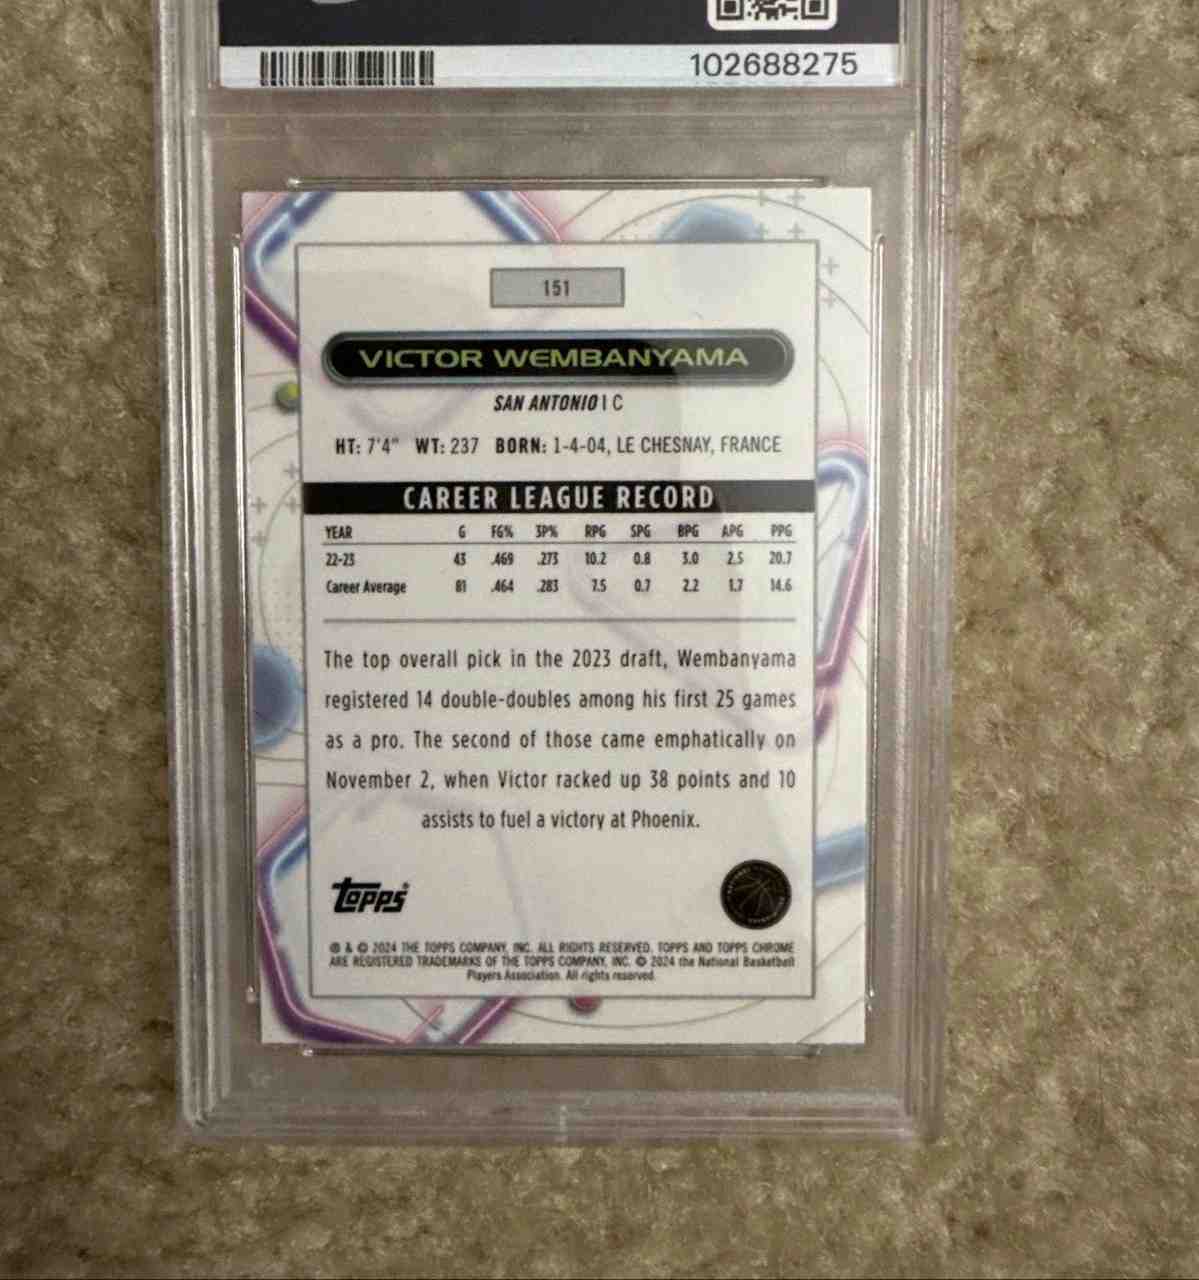 102688275
151
VICTOR WEMBANYAMA
SAN ANTONIO | C
HT: 7'4" WT: 237 BORN: 1-4-04, LE CHESNAY, FRANCE
CAREER LEAGUE RECORD
YEAR G FG% 3P% RPG SPG BPG APG PPG
22-23 43 .469 .273 10.2 0.8 3.0 2.5 20.7
Career Average 81 .464 .283 7.5 0.7 2.2 1.7 14.6
The top overall pick in the 2023 draft, Wembanyama
registered 14 double-doubles among his first 25 games
as a pro. The second of those came emphatically on
November 2, when Victor racked up 38 points and 10
assists to fuel a victory at Phoenix.
Topps®
® & © 2024 THE TOPPS COMPANY, INC. ALL RIGHTS RESERVED. TOPPS AND TOPPS CHROME
ARE REGISTERED TRADEMARKS OF THE TOPPS COMPANY, INC. © 2024 the National Basketball
Players Association. All rights reserved.